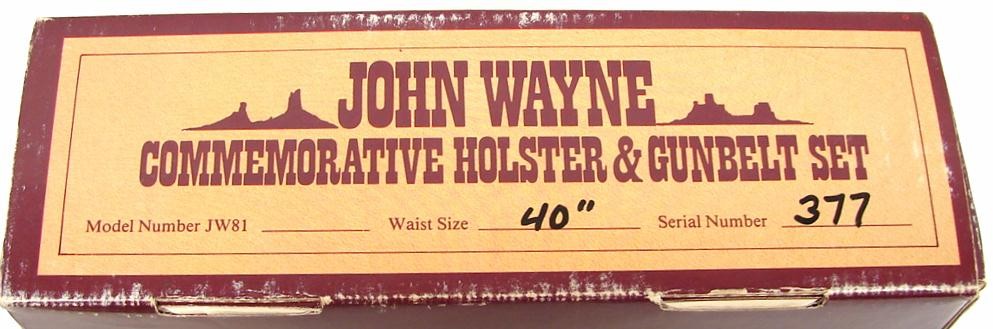 JOHN WAYNE
COMMEMORATIVE HOLSTER & GUNBELT SET
Model Number JW81 Waist Size 40" Serial Number 377